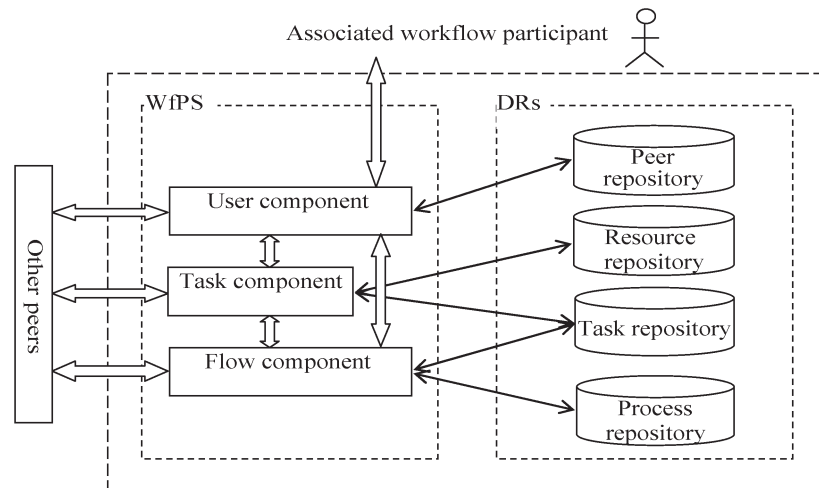 Associated workflow participant
WfPS
DRs
Peer
repository
User component
Resource
repository
Other peers
Task component
Task repository
Flow component
Process
repository